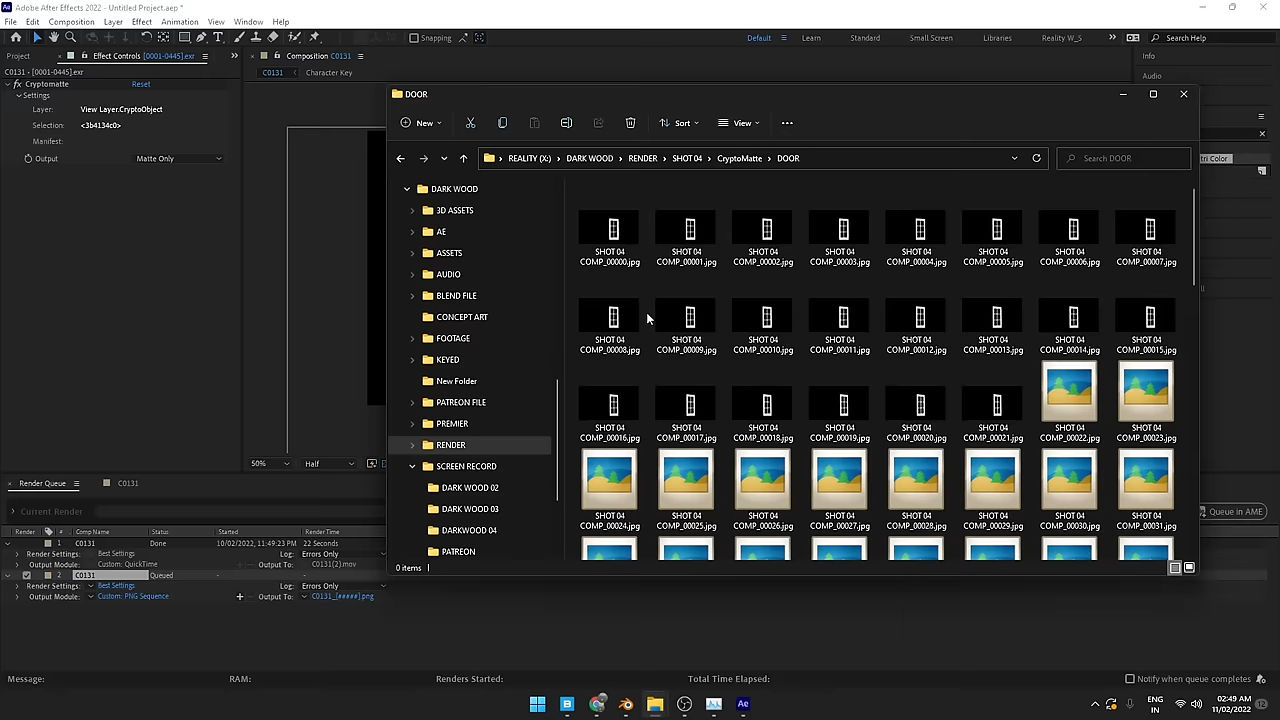 Ae Adobe After Effects 2022 - Untitled Project.aep *
File Edit Composition Layer Effect Animation View Window Help
Snapping Default Learn Standard Small Screen Libraries Reality W_S Search Help
Project Effect Controls [0001-0445].exr Composition C0131 Info
C0131 • [0001-0445].exr C0131 Character Key Audio
fx Cryptomatte Reset
Settings
Layer: View Layer.CryptoObject
Selection: <3b4134c0>
Manifest:
Output Matte Only
DOOR
New Sort View
REALITY (X:) > DARK WOOD > RENDER > SHOT 04 > CryptoMatte > DOOR Search DOOR
tri Color
DARK WOOD
3D ASSETS
AE
ASSETS
AUDIO
BLEND FILE
CONCEPT ART
FOOTAGE
KEYED
New Folder
PATREON FILE
PREMIER
RENDER
SCREEN RECORD
DARK WOOD 02
DARK WOOD 03
DARKWOOD 04
PATREON
SHOT 04 SHOT 04 SHOT 04 SHOT 04 SHOT 04 SHOT 04 SHOT 04 SHOT 04
COMP_00000.jpg COMP_00001.jpg COMP_00002.jpg COMP_00003.jpg COMP_00004.jpg COMP_00005.jpg COMP_00006.jpg COMP_00007.jpg
SHOT 04 SHOT 04 SHOT 04 SHOT 04 SHOT 04 SHOT 04 SHOT 04 SHOT 04
COMP_00008.jpg COMP_00009.jpg COMP_00010.jpg COMP_00011.jpg COMP_00012.jpg COMP_00013.jpg COMP_00014.jpg COMP_00015.jpg
SHOT 04 SHOT 04 SHOT 04 SHOT 04 SHOT 04 SHOT 04 SHOT 04 SHOT 04
COMP_00016.jpg COMP_00017.jpg COMP_00018.jpg COMP_00019.jpg COMP_00020.jpg COMP_00021.jpg COMP_00022.jpg COMP_00023.jpg
SHOT 04 SHOT 04 SHOT 04 SHOT 04 SHOT 04 SHOT 04 SHOT 04 SHOT 04
COMP_00024.jpg COMP_00025.jpg COMP_00026.jpg COMP_00027.jpg COMP_00028.jpg COMP_00029.jpg COMP_00030.jpg COMP_00031.jpg
0 items
50% Half
Render Queue C0131
Current Render Queue in AME
Render # Comp Name Status Started Render Time
1 C0131 Done 10/02/2022, 11:49:23 PM 22 Seconds
Render Settings: Best Settings Log: Errors Only
Output Module: Custom: QuickTime Output To: C0131(2).mov
2 C0131 Queued - -
Render Settings: Best Settings Log: Errors Only
Output Module: Custom: PNG Sequence Output To: C0131_[#####].png
Message: RAM: Renders Started: Total Time Elapsed: Notify when queue completes
ENG 02:49 AM
IN 11/02/2022